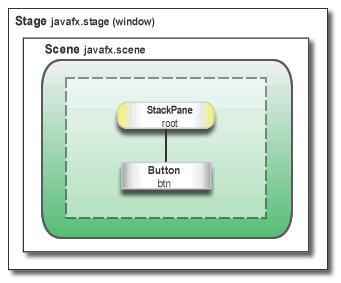 Stage javafx.stage (window)
Scene javafx.scene
StackPane
root
Button
btn